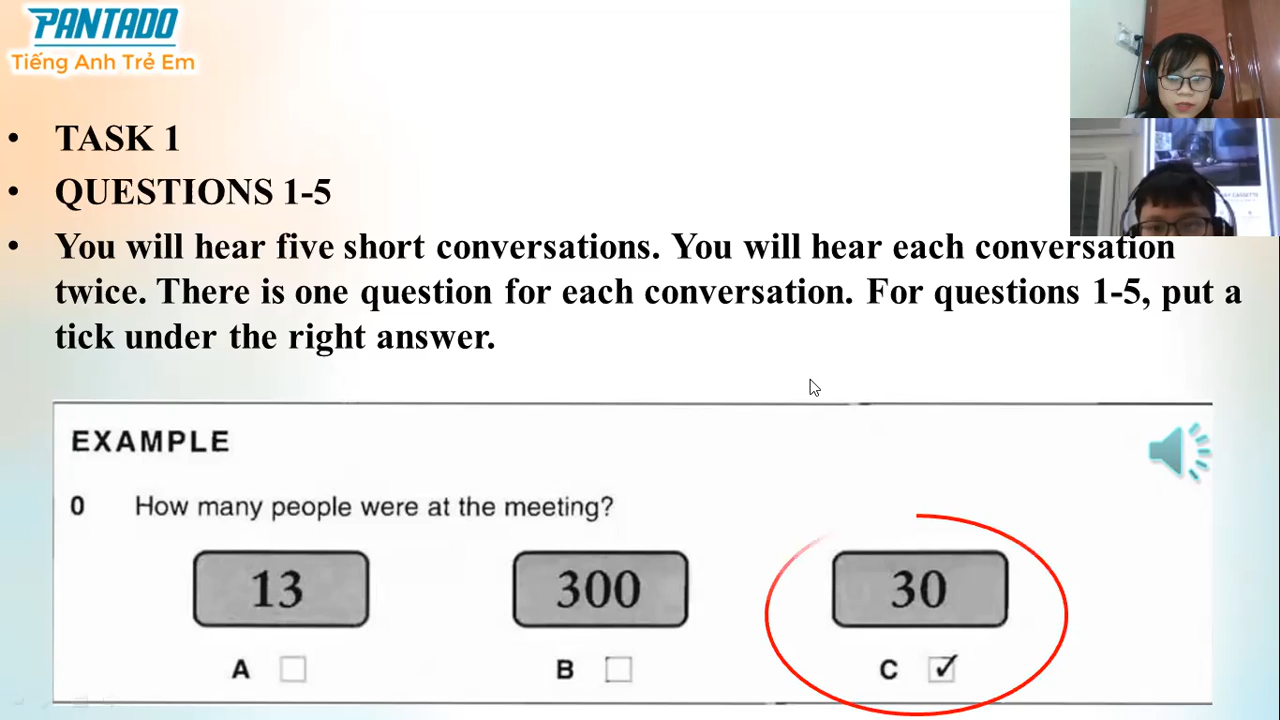 PANTADO
Tiếng Anh Trẻ Em
• TASK 1
• QUESTIONS 1-5
• You will hear five short conversations. You will hear each conversation
twice. There is one question for each conversation. For questions 1-5, put a
tick under the right answer.
EXAMPLE
0 How many people were at the meeting?
13 300 30
A B C